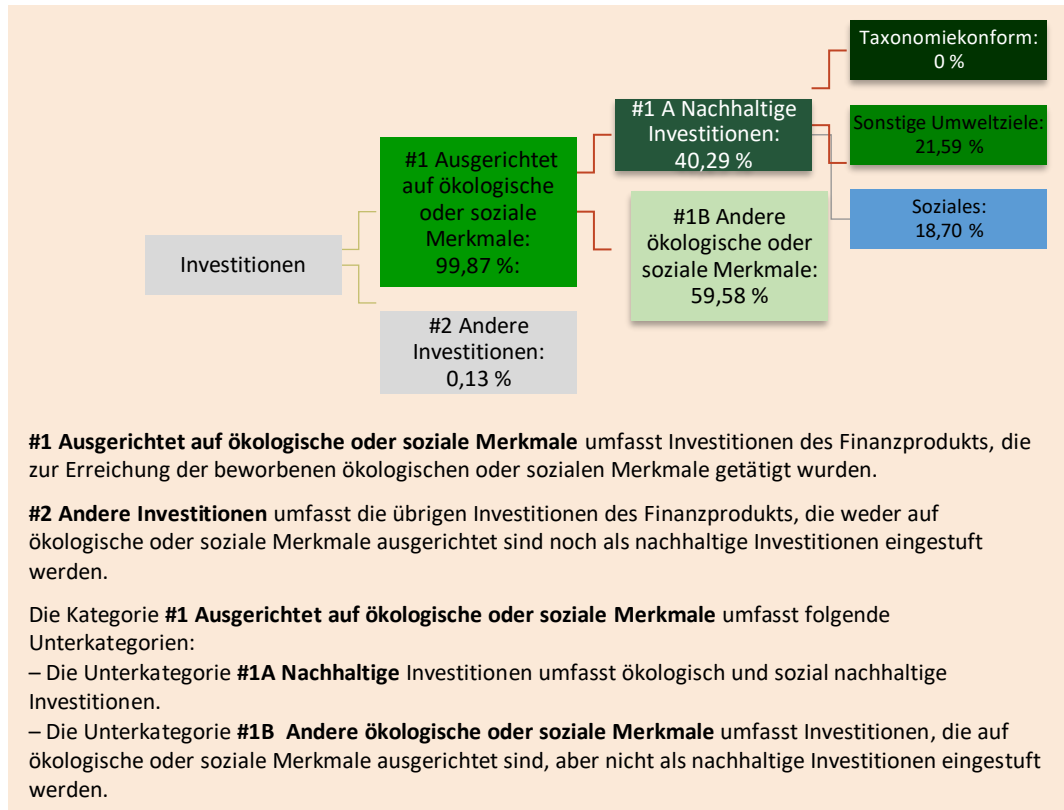 Investitionen
#1 Ausgerichtet
auf ökologische
oder soziale
Merkmale:
99,87 %:
#2 Andere
Investitionen:
0,13 %
#1 A Nachhaltige
Investitionen:
40,29 %
#1B Andere
ökologische oder
soziale Merkmale:
59,58 %
Taxonomiekonform:
0 %
Sonstige Umweltziele:
21,59 %
Soziales:
18,70 %
#1 Ausgerichtet auf ökologische oder soziale Merkmale umfasst Investitionen des Finanzprodukts, die
zur Erreichung der beworbenen ökologischen oder sozialen Merkmale getätigt wurden.
#2 Andere Investitionen umfasst die übrigen Investitionen des Finanzprodukts, die weder auf
ökologische oder soziale Merkmale ausgerichtet sind noch als nachhaltige Investitionen eingestuft
werden.
Die Kategorie #1 Ausgerichtet auf ökologische oder soziale Merkmale umfasst folgende
Unterkategorien:
– Die Unterkategorie #1A Nachhaltige Investitionen umfasst ökologisch und sozial nachhaltige
Investitionen.
– Die Unterkategorie #1B Andere ökologische oder soziale Merkmale umfasst Investitionen, die auf
ökologische oder soziale Merkmale ausgerichtet sind, aber nicht als nachhaltige Investitionen eingestuft
werden.